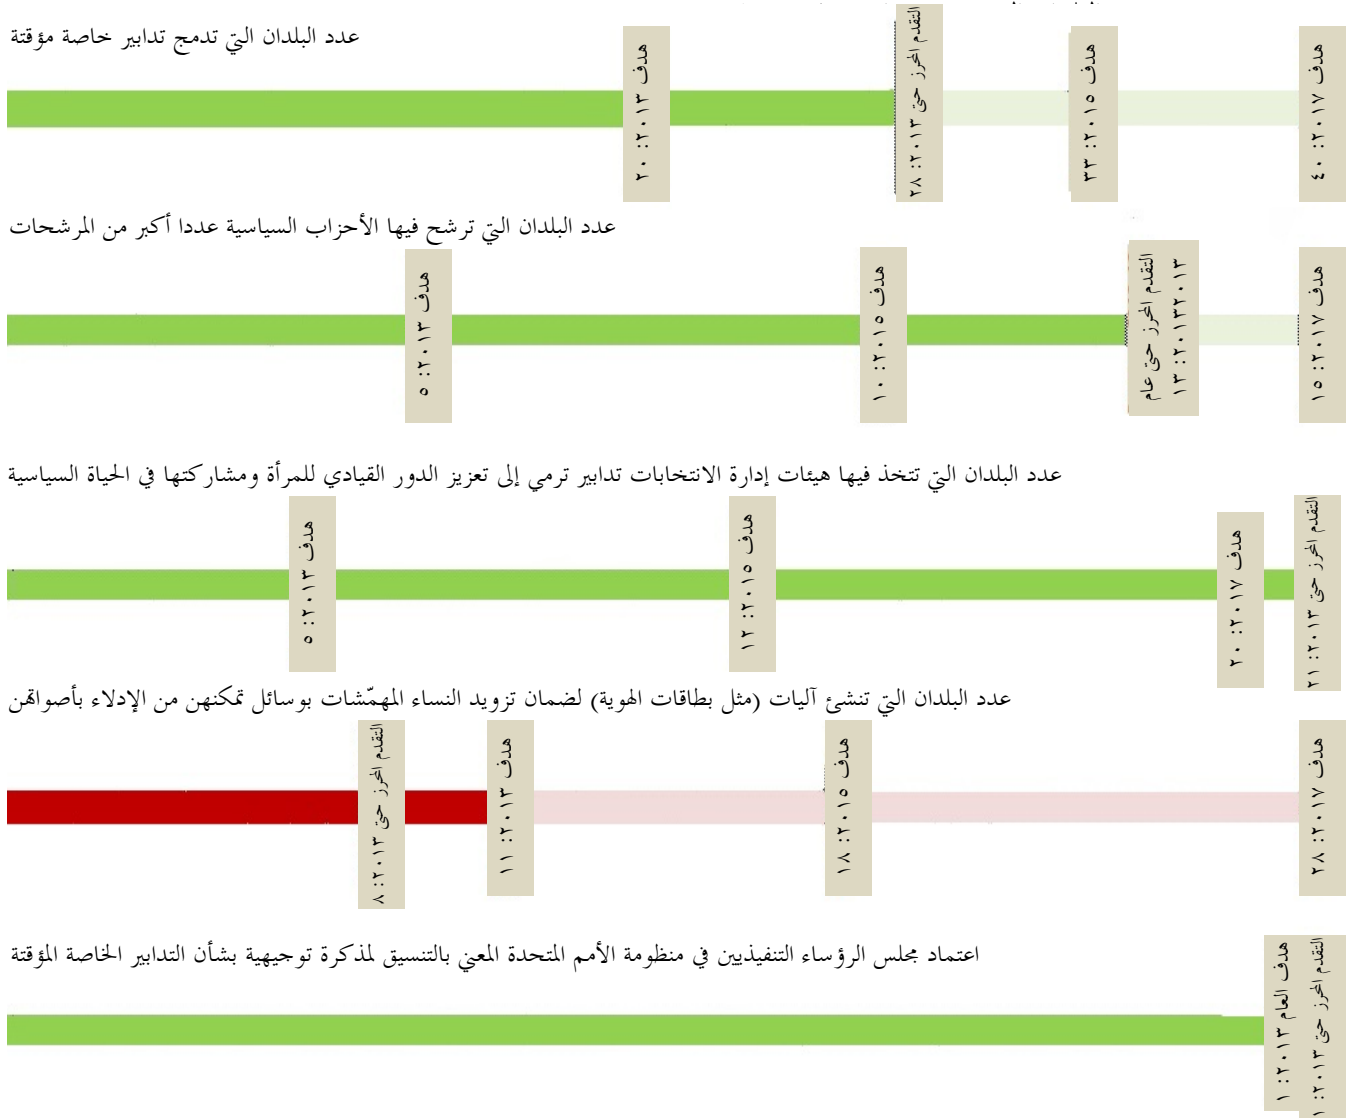 عدد البلدان التي تدمج تدابير خاصة مؤقتة
هدف ٢٠١٣: ٢٠
التقدم المحرز حتى ٢٠١٣: ٢٨
هدف ٢٠١٥: ٣٣
هدف ٢٠١٧: ٤٠
عدد البلدان التي ترشح فيها الأحزاب السياسية عددا أكبر من المرشحات
هدف ٢٠١٣: ٥
هدف ٢٠١٥: ١٠
التقدم المحرز حتى عام
٢٠١٣٢٠١٣: ١٣
هدف ٢٠١٧: ١٥
عدد البلدان التي تتخذ فيها هيئات إدارة الانتخابات تدابير ترمي إلى تعزيز الدور القيادي للمرأة ومشاركتها في الحياة السياسية
هدف ٢٠١٣: ٥
هدف ٢٠١٥: ١٢
هدف ٢٠١٧: ٢٠
التقدم المحرز حتى ٢٠١٣: ٢١
عدد البلدان التي تنشئ آليات (مثل بطاقات الهوية) لضمان تزويد النساء المهمّشات بوسائل تمكنهن من الإدلاء بأصواتهن
التقدم المحرز حتى ٢٠١٣: ٨
هدف ٢٠١٣: ١١
هدف ٢٠١٥: ١٨
هدف ٢٠١٧: ٢٨
اعتماد مجلس الرؤساء التنفيذيين في منظومة الأمم المتحدة المعني بالتنسيق لمذكرة توجيهية بشأن التدابير الخاصة المؤقتة
هدف العام ٢٠١٣: ١
التقدم المحرز حتى ٢٠١٣: ١